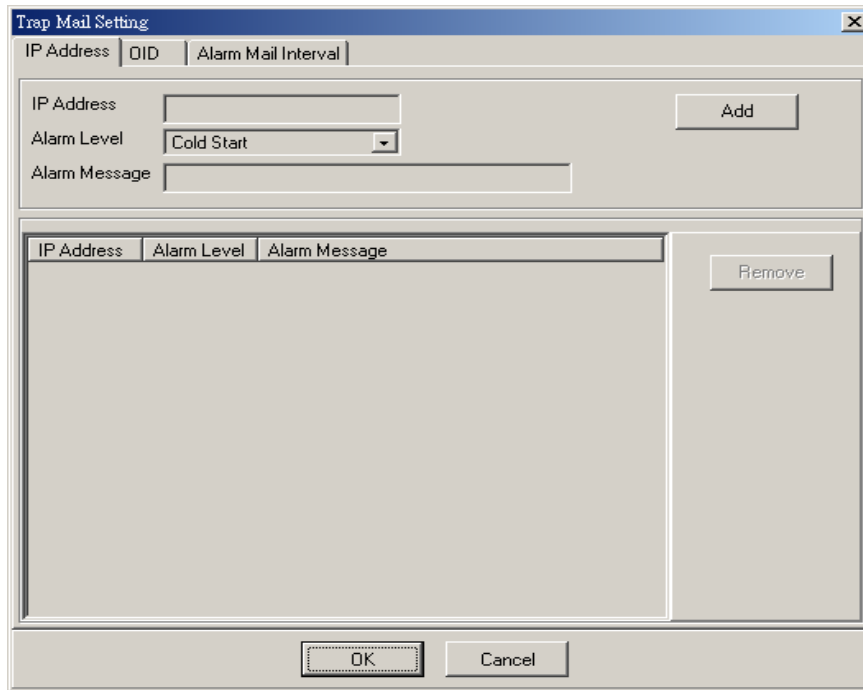 Trap Mail Setting
IP Address OID Alarm Mail Interval
IP Address
Add
Alarm Level Cold Start
Alarm Message
IP Address Alarm Level Alarm Message
Remove
OK Cancel